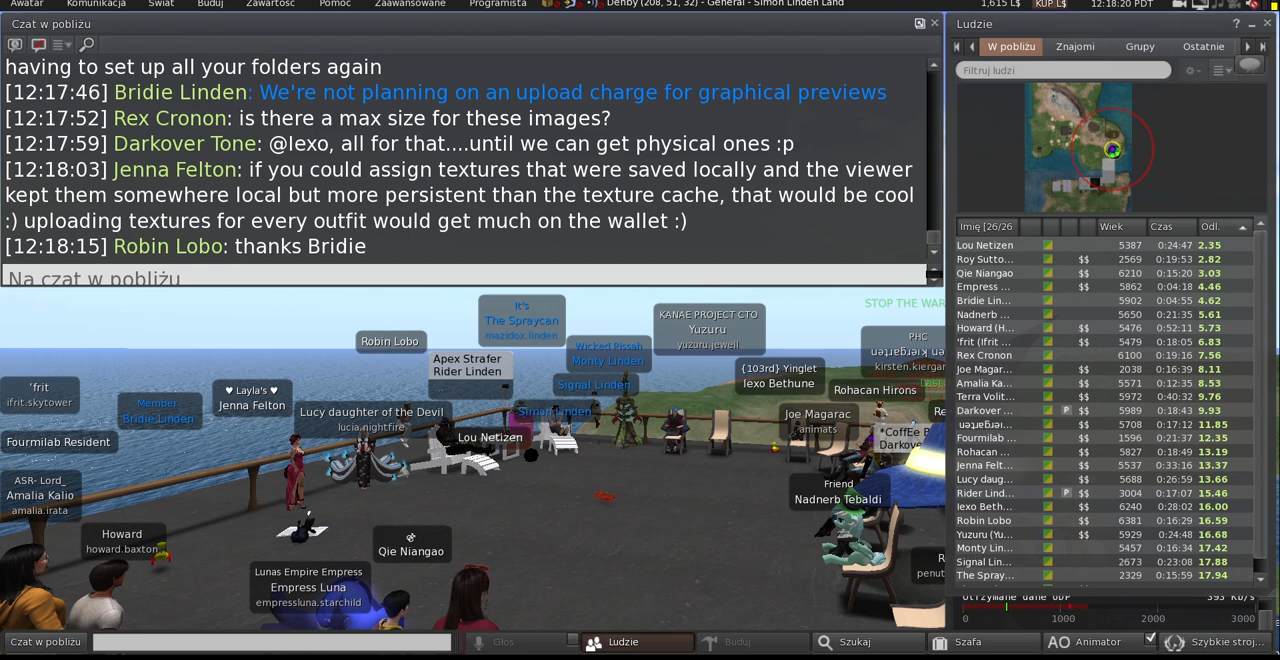 Awatar Komunikacja Świat Buduj Zawartość Pomoc Zaawansowane Programista Denby (208, 51, 32) - General - Simon Linden Land 1,615 L$ KUP L$ 12:18:20 PDT
Czat w pobliżu
having to set up all your folders again
[12:17:46] Bridie Linden: We're not planning on an upload charge for graphical previews
[12:17:52] Rex Cronon: is there a max size for these images?
[12:17:59] Darkover Tone: @Iexo, all for that....until we can get physical ones :p
[12:18:03] Jenna Felton: if you could assign textures that were saved locally and the viewer
kept them somewhere local but more persistent than the texture cache, that would be cool
:) uploading textures for every outfit would get much on the wallet :)
[12:18:15] Robin Lobo: thanks Bridie
Na czat w pobliżu
Ludzie
W pobliżu Znajomi Grupy Ostatnie
Filtruj ludzi
Imię [26/26 Wiek Czas Odl.
Lou Netizen 5387 0:24:47 2.35
Roy Sutto... $$ 2569 0:19:53 2.82
Qie Niangao $$ 6210 0:15:20 3.03
Empress ... $$ 5862 0:04:18 4.46
Bridie Lin... 5902 0:04:55 4.62
Nadnerb ... 5650 0:21:35 5.61
Howard (H... $$ 5476 0:52:11 5.73
'frit (Ifrit ... $$ 5479 0:18:05 6.83
Rex Cronon 6100 0:19:16 7.56
Joe Magar... $$ 2038 0:16:39 8.11
Amalia Ka... $$ 5571 0:12:35 8.53
Terra Volit... $$ 5972 0:40:32 9.76
Darkover ... P $$ 5989 0:18:43 9.93
$$ 5708 0:17:12 11.85
Fourmilab ... $$ 1596 0:21:37 12.35
Rohacan ... $$ 5827 0:18:49 13.19
Jenna Felt... $$ 5537 0:33:16 13.37
Lucy daug... $$ 5688 0:26:59 13.66
Rider Lind... P $$ 3004 0:17:07 15.46
Iexo Beth... $$ 6240 0:28:02 16.00
Robin Lobo $$ 6381 0:16:29 16.59
Yuzuru (Yu... $$ 5929 0:24:48 16.68
Monty Lin... 5457 0:16:34 17.42
Signal Lin... 2673 0:23:08 17.88
The Spray... 2329 0:15:59 17.94
Otrzymane dane UDP 393 Kb/s
0 1000 2000 3000
STOP THE WAR
It's
The Spraycan
mazidox.linden
KANAE PROJECT CTO
Yuzuru
yuzuru.jewell
PHC
kirsten.kiergar
Robin Lobo
Wicked Pissah
Monty Linden
Apex Strafer
Rider Linden
...
{103rd} Yinglet
Iexo Bethune
Signal Linden
Rohacan Hirons
'frit
ifrit.skytower
♥ Layla's ♥
Jenna Felton
Member
Bridie Linden
Lucy daughter of the Devil
lucia.nightfire
Simon Linden
Joe Magarac
animats
Re
Lou Netizen
*CoffEe B
Darkove
Fourmilab Resident
ASR- Lord_
Amalia Kalio
amalia.irata
Friend
Nadnerb Tebaldi
Howard
howard.baxton
Qie Niangao
R
penut
Lunas Empire Empress
Empress Luna
empressluna.starchild
Czat w pobliżu Głos Ludzie Buduj Szukaj Szafa AO Animator Szybkie stroj...